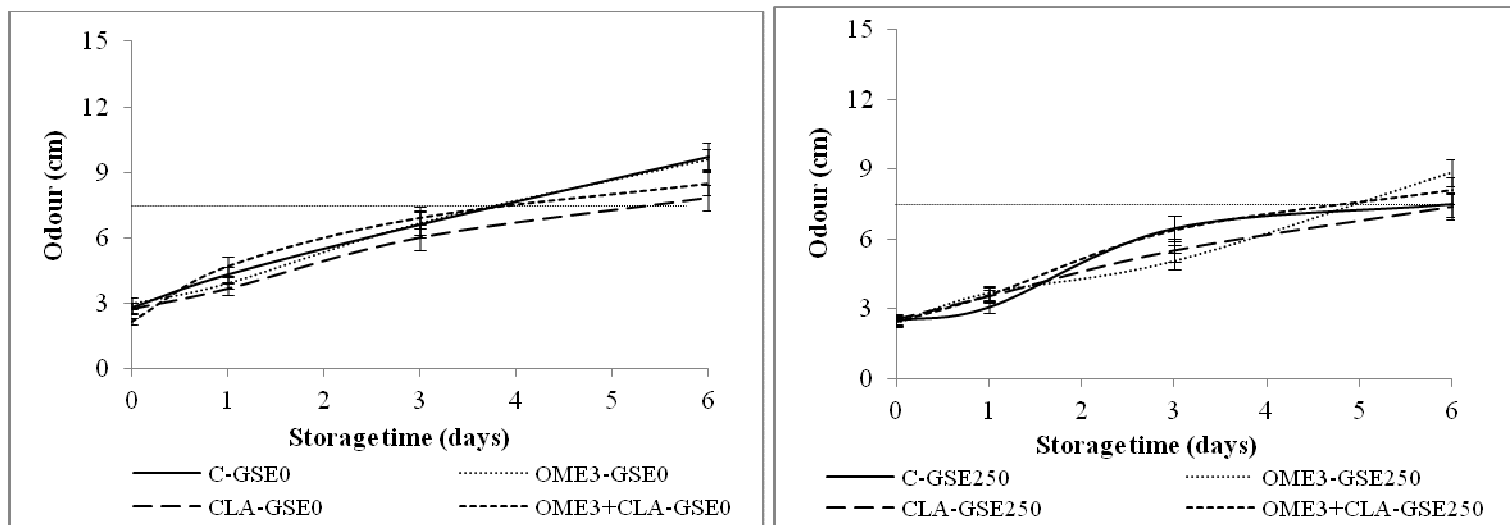 15
12
9
6
3
0
Odour (cm)
0 1 2 3 4 5 6
Storage time (days)
C-GSE0 OME3-GSE0
CLA-GSE0 OME3+CLA-GSE0
15
12
9
6
3
0
Odour (cm)
0 1 2 3 4 5 6
Storage time (days)
C-GSE250 OME3-GSE250
CLA-GSE250 OME3+CLA-GSE250